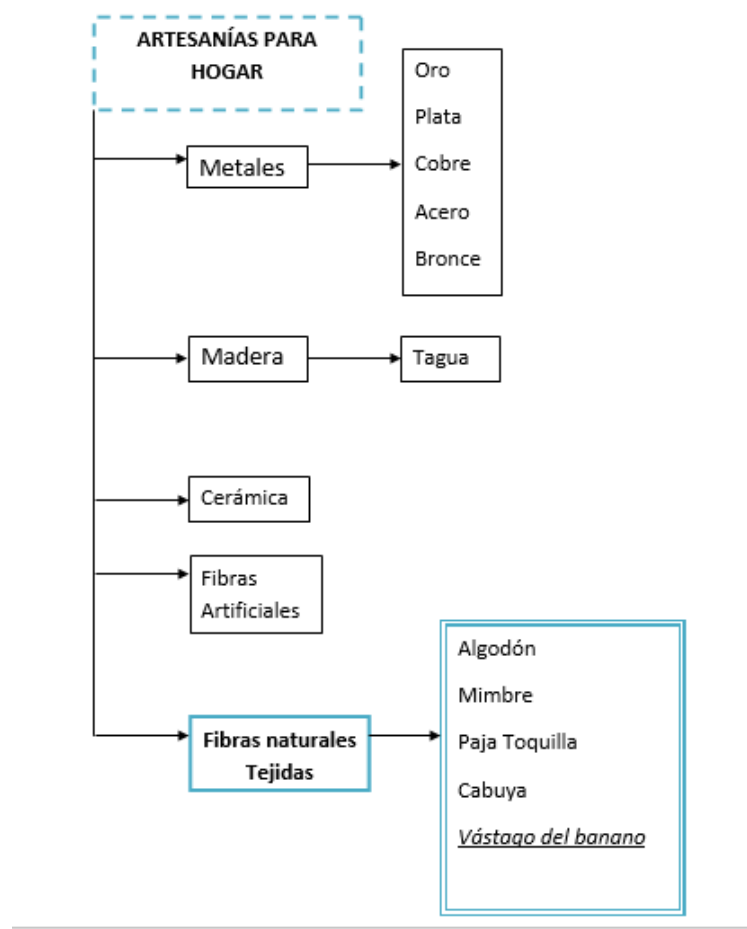 ARTESANÍAS PARA
HOGAR
Metales
Oro
Plata
Cobre
Acero
Bronce
Madera
Tagua
Cerámica
Fibras
Artificiales
Fibras naturales
Tejidas
Algodón
Mimbre
Paja Toquilla
Cabuya
Vástago del banano